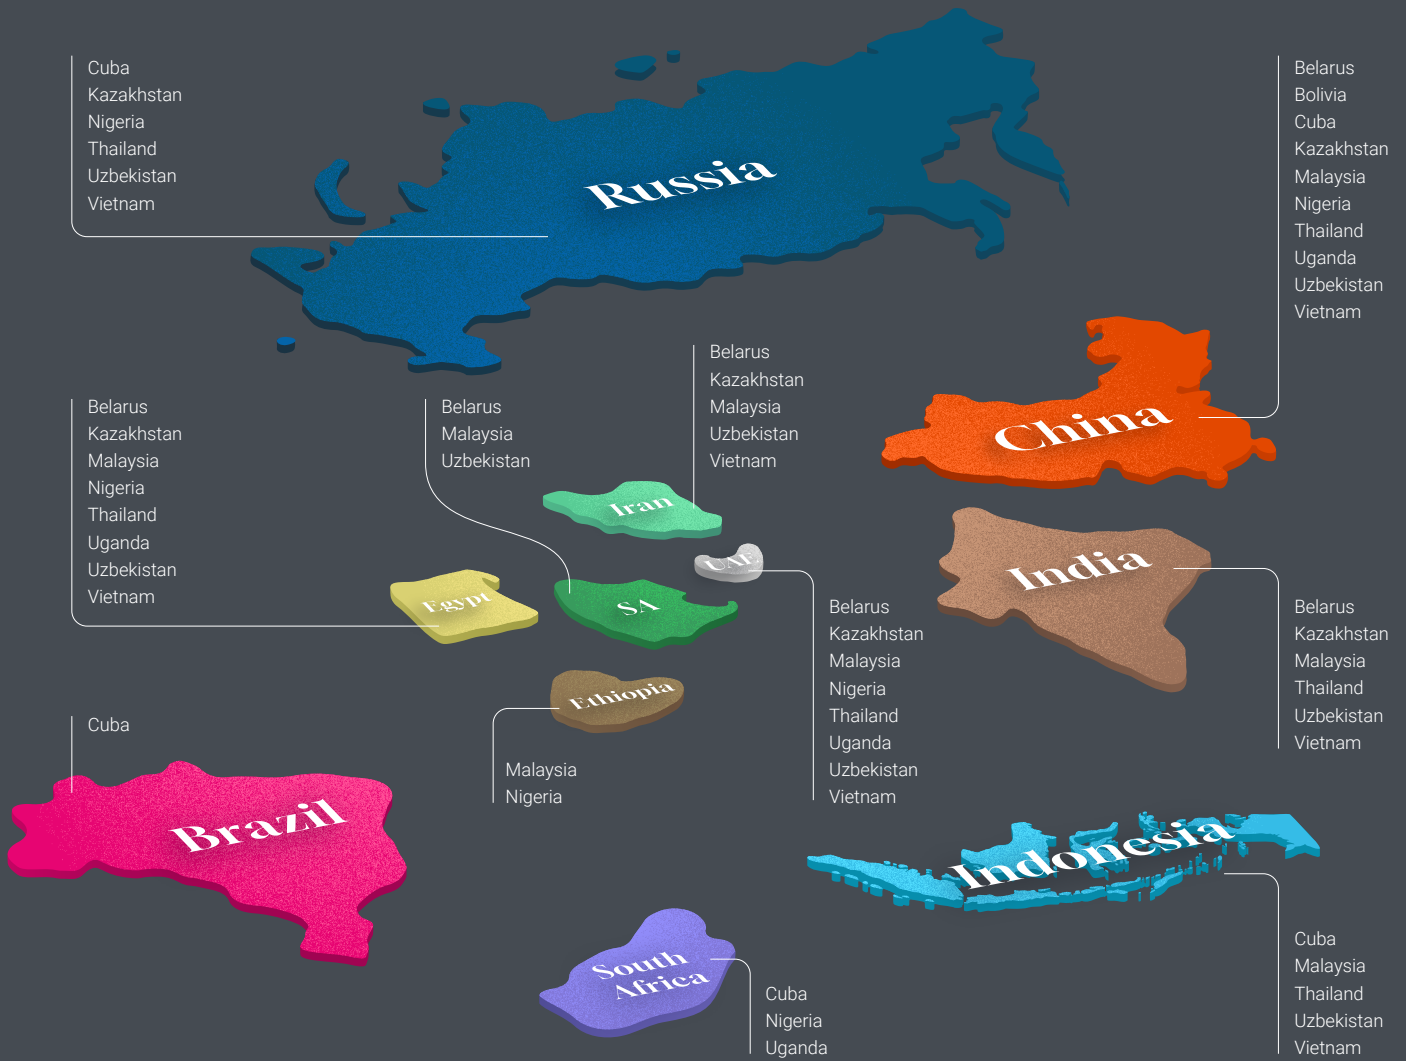 Cuba
Kazakhstan
Nigeria
Thailand
Uzbekistan
Vietnam
Russia
Belarus
Bolivia
Cuba
Kazakhstan
Malaysia
Nigeria
Thailand
Uganda
Uzbekistan
Vietnam
China
Belarus
Kazakhstan
Malaysia
Nigeria
Thailand
Uganda
Uzbekistan
Vietnam
Egypt
Belarus
Malaysia
Uzbekistan
SA
Belarus
Kazakhstan
Malaysia
Uzbekistan
Vietnam
Iran
UAE
Belarus
Kazakhstan
Malaysia
Nigeria
Thailand
Uganda
Uzbekistan
Vietnam
India
Belarus
Kazakhstan
Malaysia
Thailand
Uzbekistan
Vietnam
Ethiopia
Malaysia
Nigeria
Cuba
Brazil
Indonesia
Cuba
Malaysia
Thailand
Uzbekistan
Vietnam
South
Africa
Cuba
Nigeria
Uganda